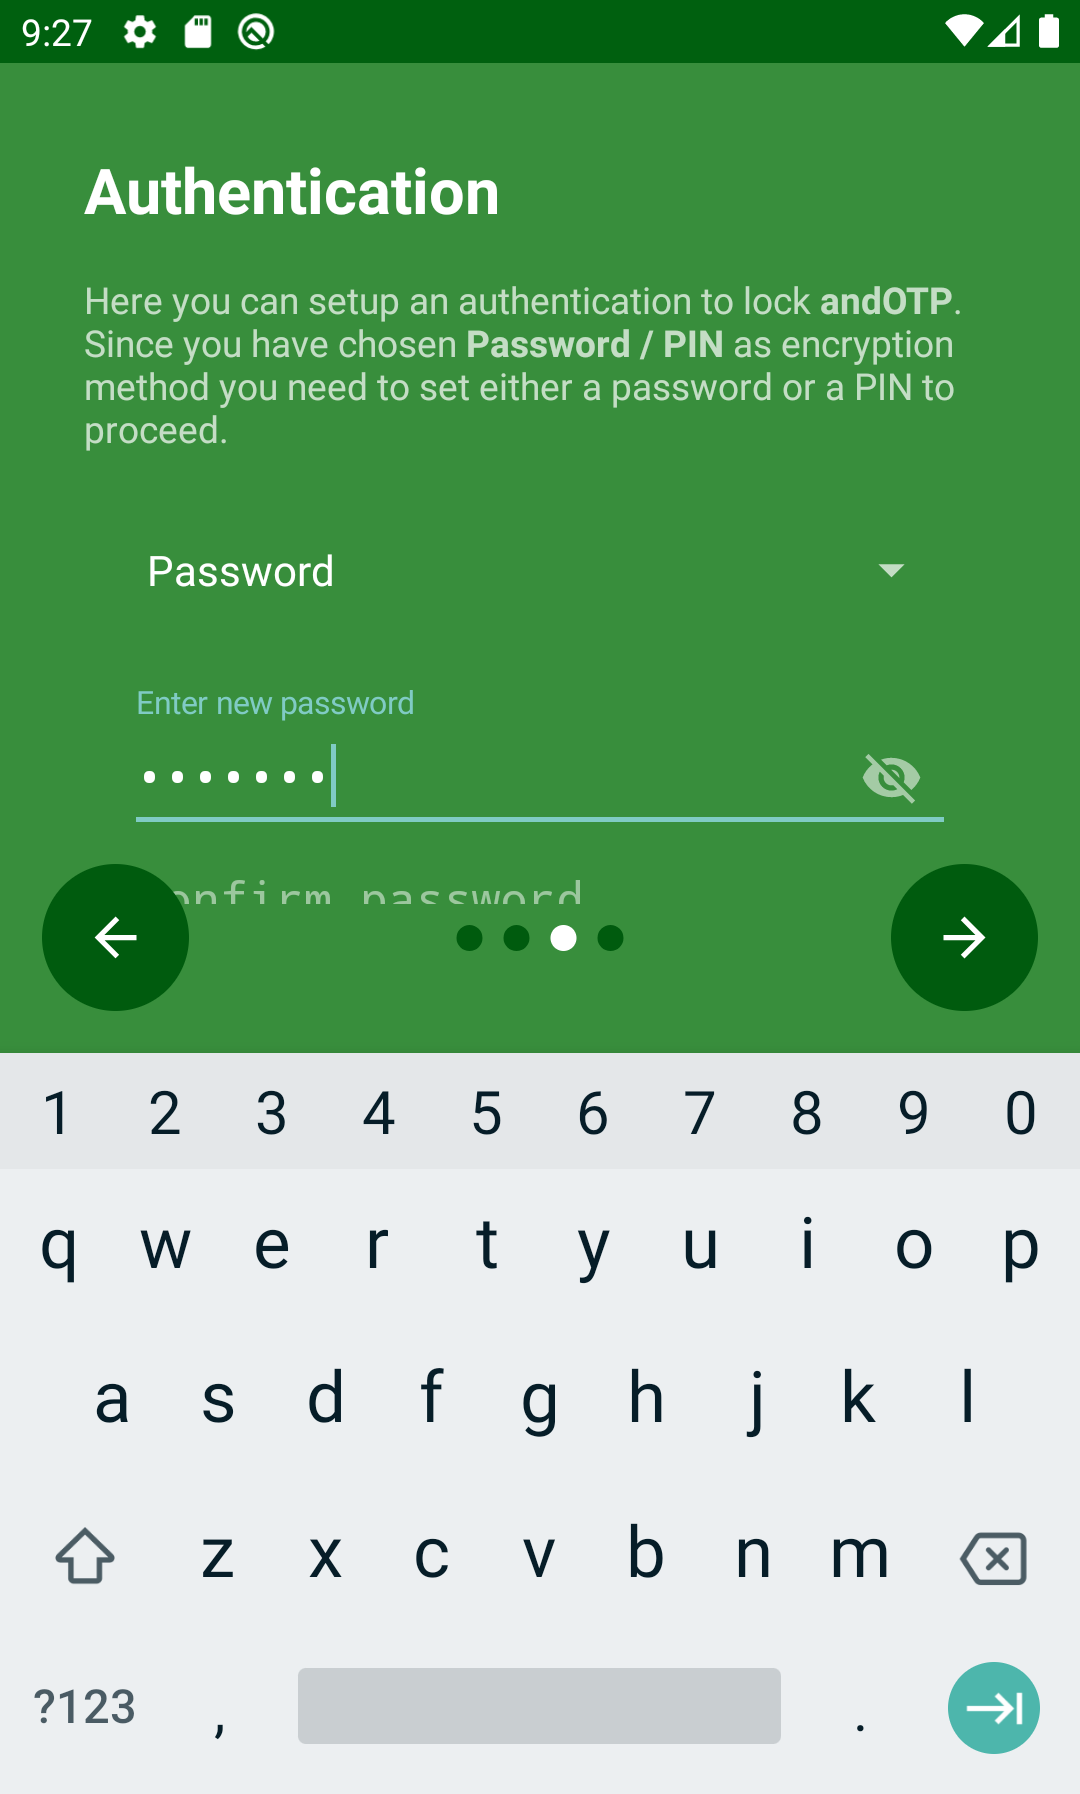 9:27
Authentication
Here you can setup an authentication to lock andOTP.
Since you have chosen Password / PIN as encryption
method you need to set either a password or a PIN to
proceed.
Password
Enter new password
•••••••
onfirm password
1 2 3 4 5 6 7 8 9 0
q w e r t y u i o p
a s d f g h j k l
z x c v b n m
?123 , .